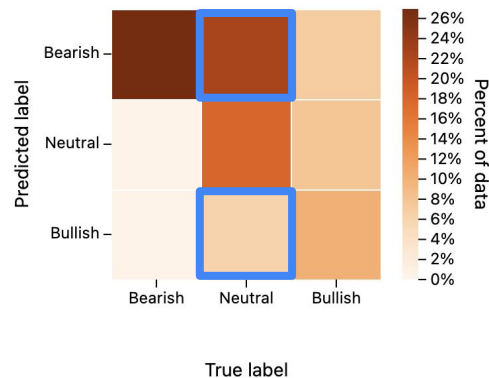 Predicted label
Bearish
Neutral
Bullish
Bearish
Neutral
Bullish
True label
26%
24%
22%
20%
18%
16%
14%
12%
10%
8%
6%
4%
2%
0%
Percent of data